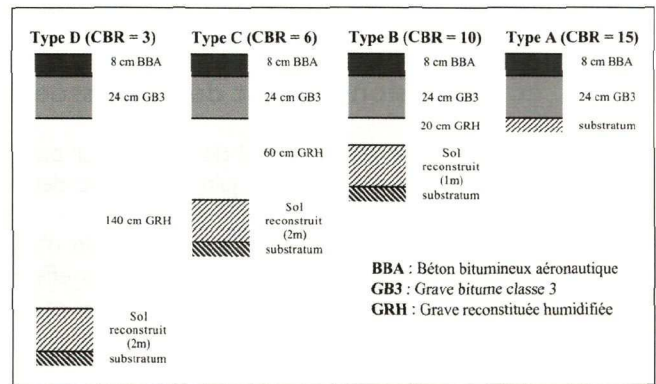 Type D (CBR = 3)
8 cm BBA
24 cm GB3
140 cm GRH
Sol
reconstruit
(2m)
substratum
Type C (CBR = 6)
8 cm BBA
24 cm GB3
60 cm GRH
Sol
reconstruit
(2m)
substratum
Type B (CBR = 10)
8 cm BBA
24 cm GB3
20 cm GRH
Sol
reconstruit
(1m)
substratum
Type A (CBR = 15)
8 cm BBA
24 cm GB3
substratum
BBA : Béton bitumineux aéronautique
GB3 : Grave bitume classe 3
GRH : Grave reconstituée humidifiée